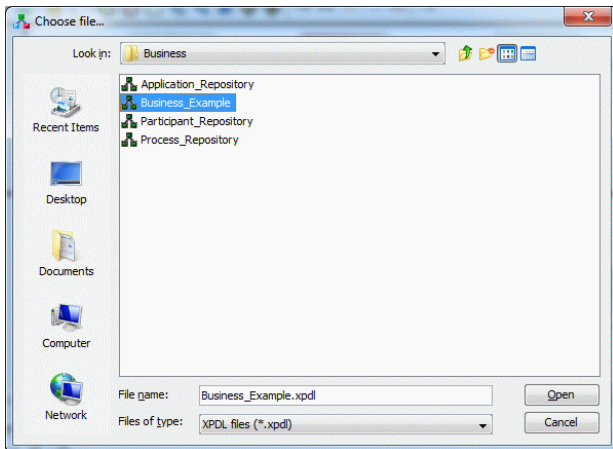 Choose file...
Look in:
Business
Application_Repository
Business_Example
Participant_Repository
Process_Repository
Recent Items
Desktop
Documents
Computer
Network
File name:
Business_Example.xpdl
Open
Files of type:
XPDL files (*.xpdl)
Cancel